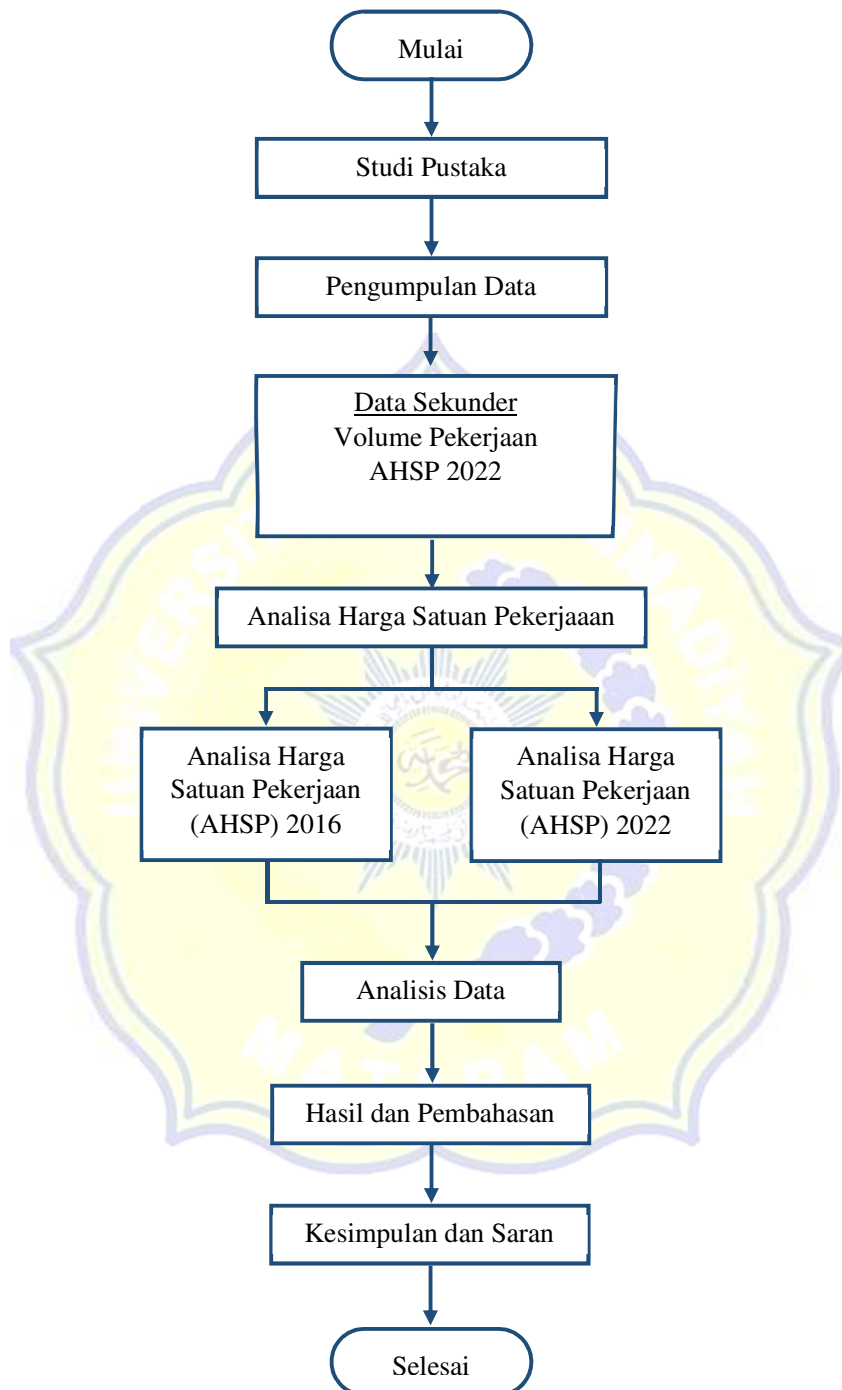 Mulai
Studi Pustaka
Pengumpulan Data
Data Sekunder
Volume Pekerjaan
AHSP 2022
Analisa Harga Satuan Pekerjaaan
Analisa Harga
Satuan Pekerjaan
(AHSP) 2016
Analisa Harga
Satuan Pekerjaan
(AHSP) 2022
Analisis Data
Hasil dan Pembahasan
Kesimpulan dan Saran
Selesai